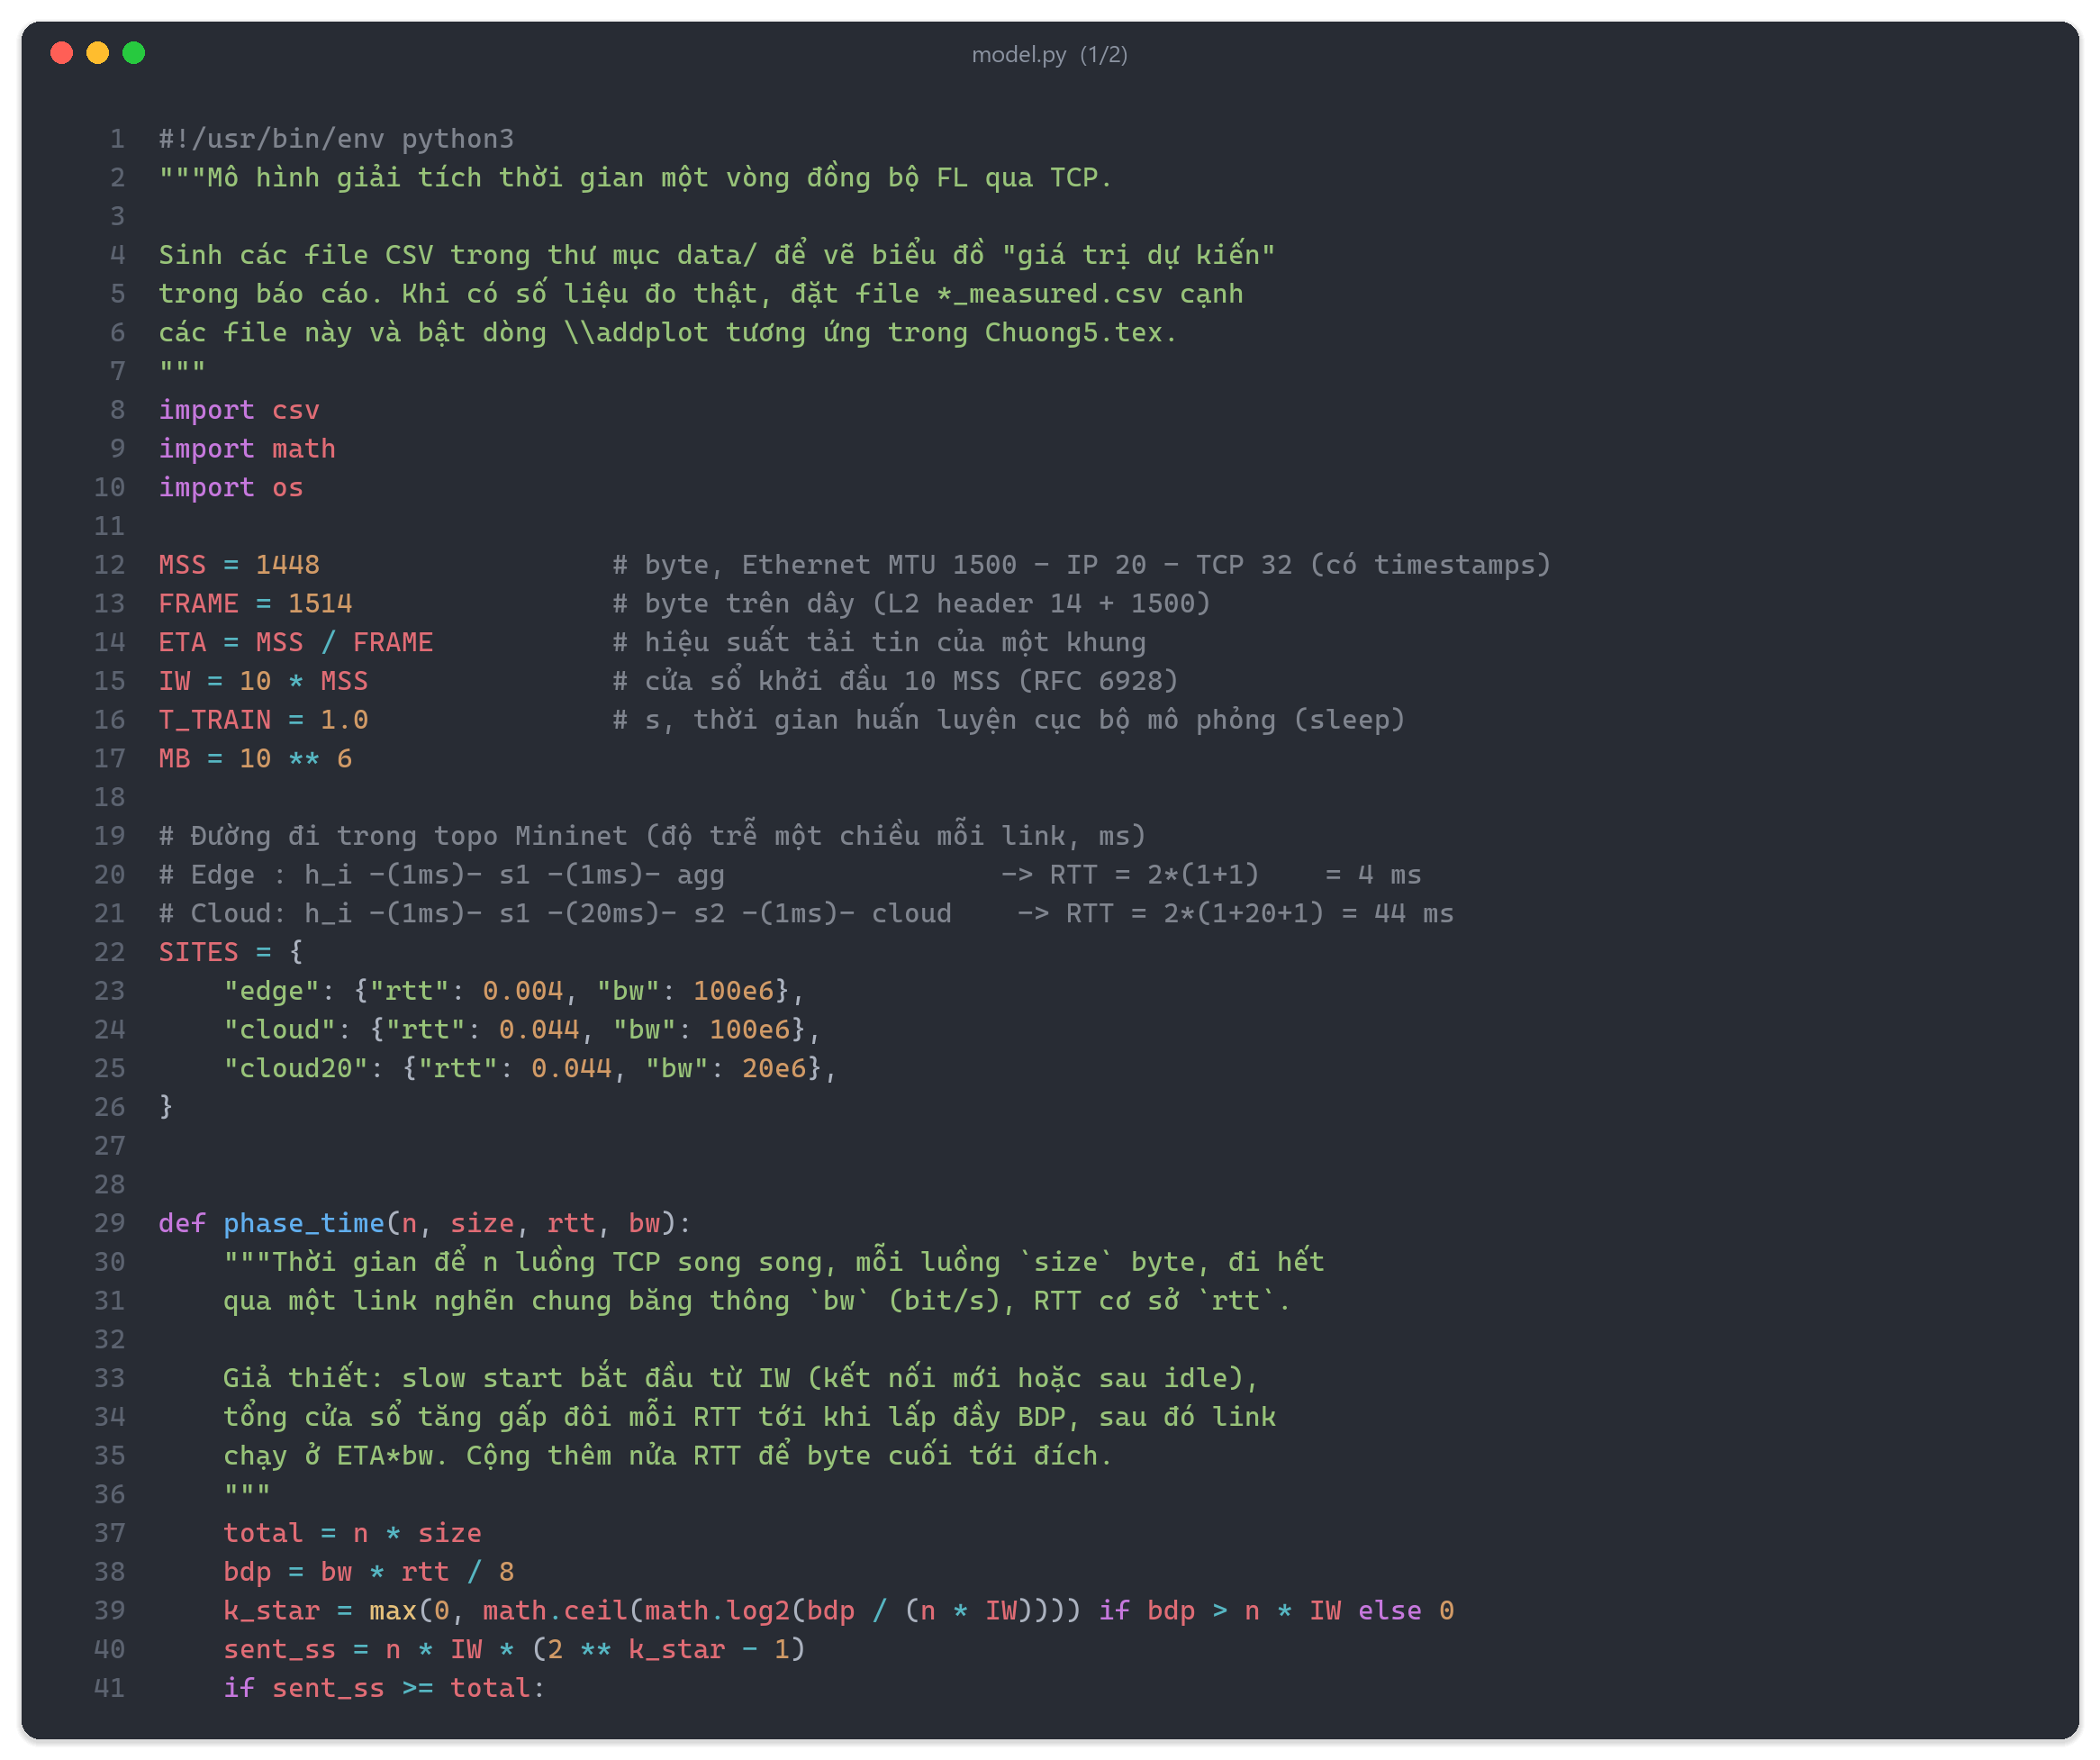 model.py (1/2)
1 #!/usr/bin/env python3
2 """Mô hình giải tích thời gian một vòng đồng bộ FL qua TCP.
3
4 Sinh các file CSV trong thư mục data/ để vẽ biểu đồ "giá trị dự kiến"
5 trong báo cáo. Khi có số liệu đo thật, đặt file *_measured.csv cạnh
6 các file này và bật dòng \\addplot tương ứng trong Chuong5.tex.
7 """
8 import csv
9 import math
10 import os
11
12 MSS = 1448                  # byte, Ethernet MTU 1500 - IP 20 - TCP 32 (có timestamps)
13 FRAME = 1514                # byte trên dây (L2 header 14 + 1500)
14 ETA = MSS / FRAME           # hiệu suất tải tin của một khung
15 IW = 10 * MSS               # cửa sổ khởi đầu 10 MSS (RFC 6928)
16 T_TRAIN = 1.0               # s, thời gian huấn luyện cục bộ mô phỏng (sleep)
17 MB = 10 ** 6
18
19 # Đường đi trong topo Mininet (độ trễ một chiều mỗi link, ms)
20 # Edge : h_i -(1ms)- s1 -(1ms)- agg                 -> RTT = 2*(1+1)    = 4 ms
21 # Cloud: h_i -(1ms)- s1 -(20ms)- s2 -(1ms)- cloud    -> RTT = 2*(1+20+1) = 44 ms
22 SITES = {
23     "edge": {"rtt": 0.004, "bw": 100e6},
24     "cloud": {"rtt": 0.044, "bw": 100e6},
25     "cloud20": {"rtt": 0.044, "bw": 20e6},
26 }
27
28
29 def phase_time(n, size, rtt, bw):
30     """Thời gian để n luồng TCP song song, mỗi luồng `size` byte, đi hết
31     qua một link nghẽn chung băng thông `bw` (bit/s), RTT cơ sở `rtt`.
32
33     Giả thiết: slow start bắt đầu từ IW (kết nối mới hoặc sau idle),
34     tổng cửa sổ tăng gấp đôi mỗi RTT tới khi lấp đầy BDP, sau đó link
35     chạy ở ETA*bw. Cộng thêm nửa RTT để byte cuối tới đích.
36     """
37     total = n * size
38     bdp = bw * rtt / 8
39     k_star = max(0, math.ceil(math.log2(bdp / (n * IW)))) if bdp > n * IW else 0
40     sent_ss = n * IW * (2 ** k_star - 1)
41     if sent_ss >= total: